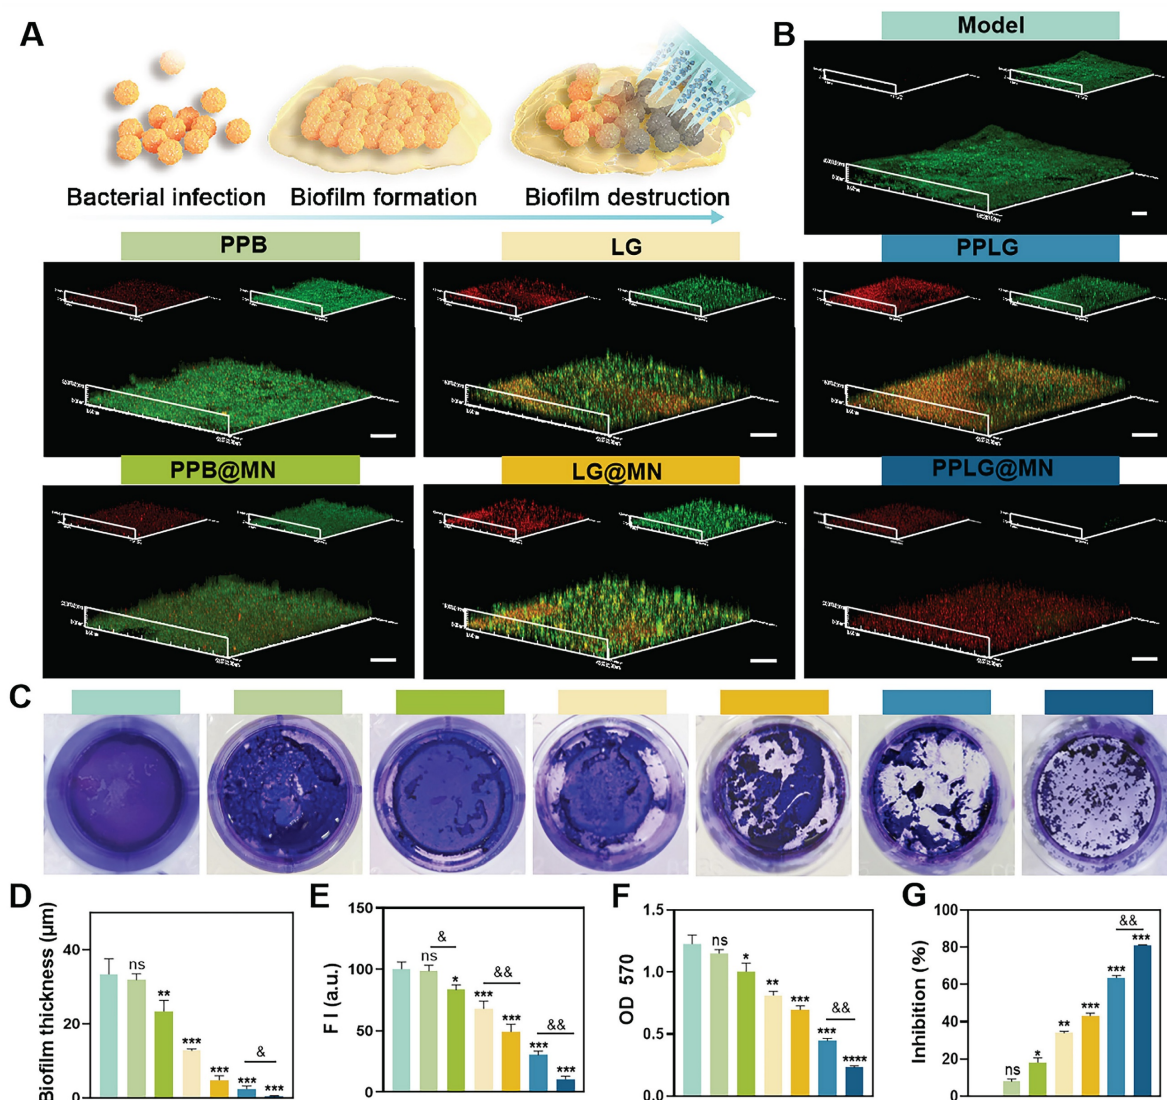 A
B
Model
Bacterial infection
Biofilm formation
Biofilm destruction
PPB
LG
PPLG
PPB@MN
LG@MN
PPLG@MN
C
D
Biofilm thickness (μm)
40
20
0
ns
**
***
***
***
&
***
E
F I (a.u.)
150
100
50
0
&
ns
*
&&
***
***
&&
***
***
F
OD 570
1.5
1.0
0.5
0.0
ns
*
**
***
&&
***
****
G
Inhibition (%)
100
80
60
40
20
0
ns
*
**
***
&&
***
***